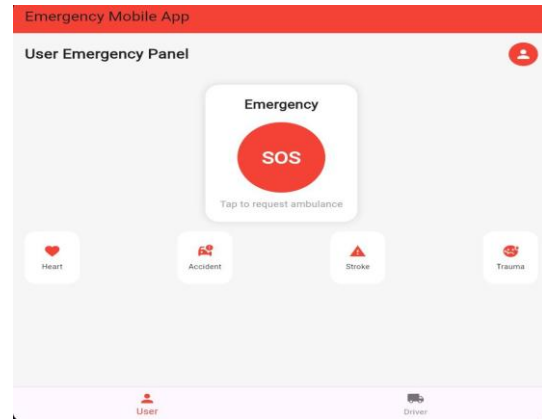 Emergency Mobile App
User Emergency Panel
Emergency
SOS
Tap to request ambulance
Heart
Accident
Stroke
Trauma
User
Driver